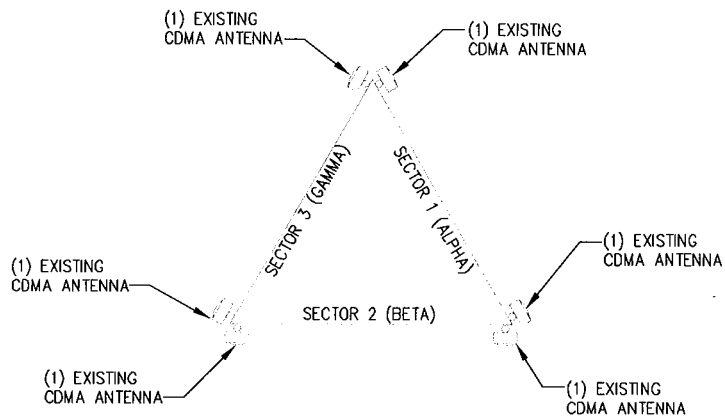 (1) EXISTING
CDMA ANTENNA
(1) EXISTING
CDMA ANTENNA
SECTOR 3 (GAMMA)
SECTOR 1 (ALPHA)
(1) EXISTING
CDMA ANTENNA
(1) EXISTING
CDMA ANTENNA
SECTOR 2 (BETA)
(1) EXISTING
CDMA ANTENNA
(1) EXISTING
CDMA ANTENNA